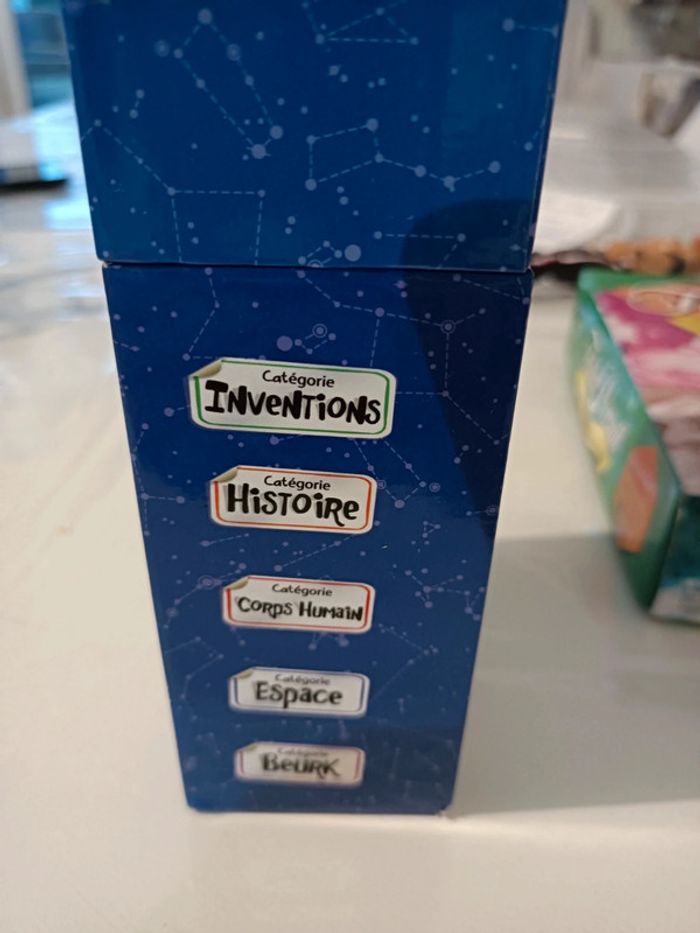 Catégorie
INVENTIONS
Catégorie
HISTOIRE
Catégorie
CORPS HUMAIN
Catégorie
ESPACE
Catégorie
BEURK